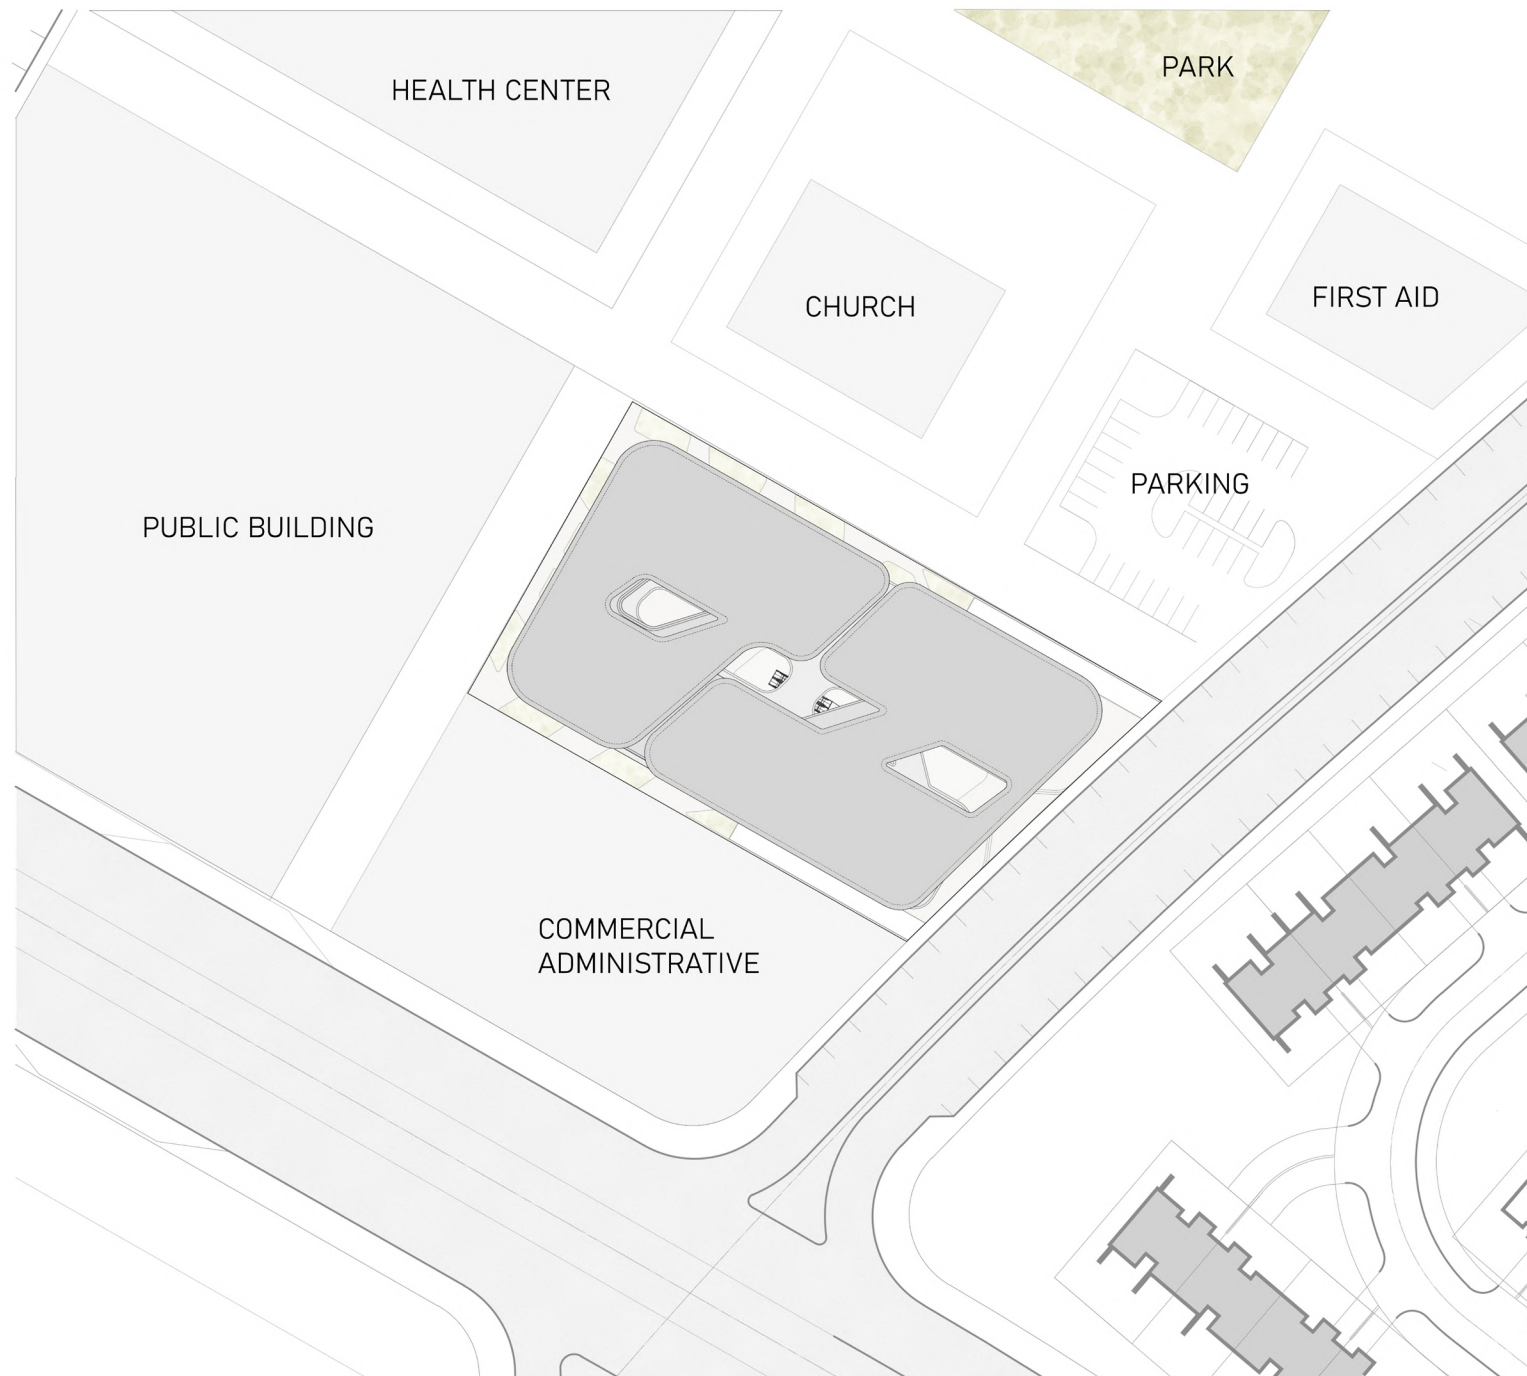 PARK
HEALTH CENTER
FIRST AID
CHURCH
PARKING
PUBLIC BUILDING
COMMERCIAL
ADMINISTRATIVE